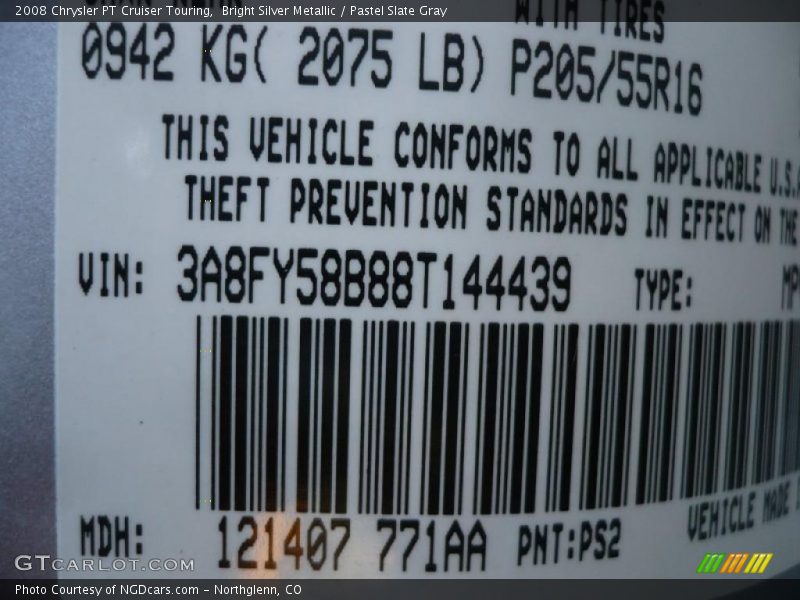 2008 Chrysler PT Cruiser Touring,  Bright Silver Metallic / Pastel Slate Gray
WITH TIRES
0942 KG( 2075 LB) P205/55R16
THIS VEHICLE CONFORMS TO ALL APPLICABLE U.S.A
THEFT PREVENTION STANDARDS IN EFFECT ON THE
VIN: 3A8FY58B88T144439 TYPE: MP
MDH: 121407 771AA PNT:PS2 VEHICLE MADE
GTCARLOT.COM
Photo Courtesy of NGDcars.com – Northglenn, CO